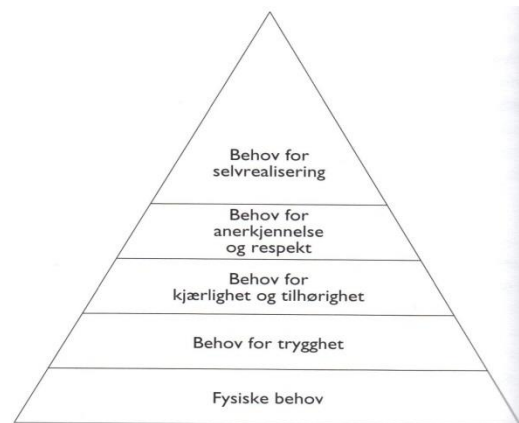 Behov for
selvrealisering
Behov for
anerkjennelse
og respekt
Behov for
kjærlighet og tilhørighet
Behov for trygghet
Fysiske behov